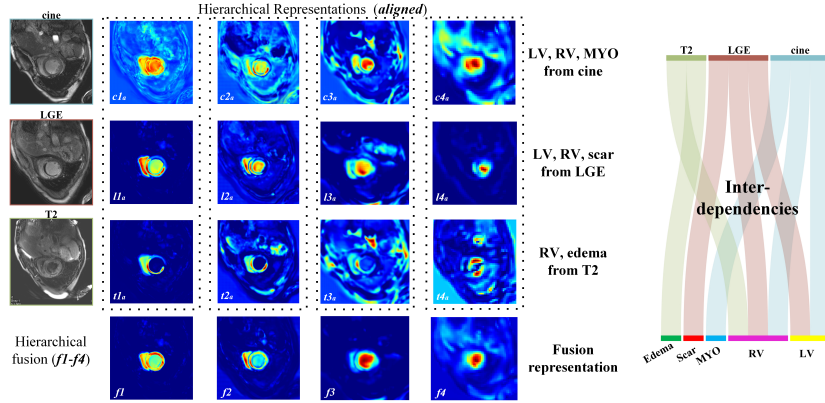 Hierarchical Representations (aligned)
cine
c1a
c2a
c3a
c4a
LV, RV, MYO
from cine
LGE
l1a
l2a
l3a
l4a
LV, RV, scar
from LGE
T2
t1a
t2a
t3a
t4a
RV, edema
from T2
Hierarchical
fusion (f1-f4)
f1
f2
f3
f4
Fusion
representation
T2
LGE
cine
Inter-
dependencies
Edema
Scar
MYO
RV
LV